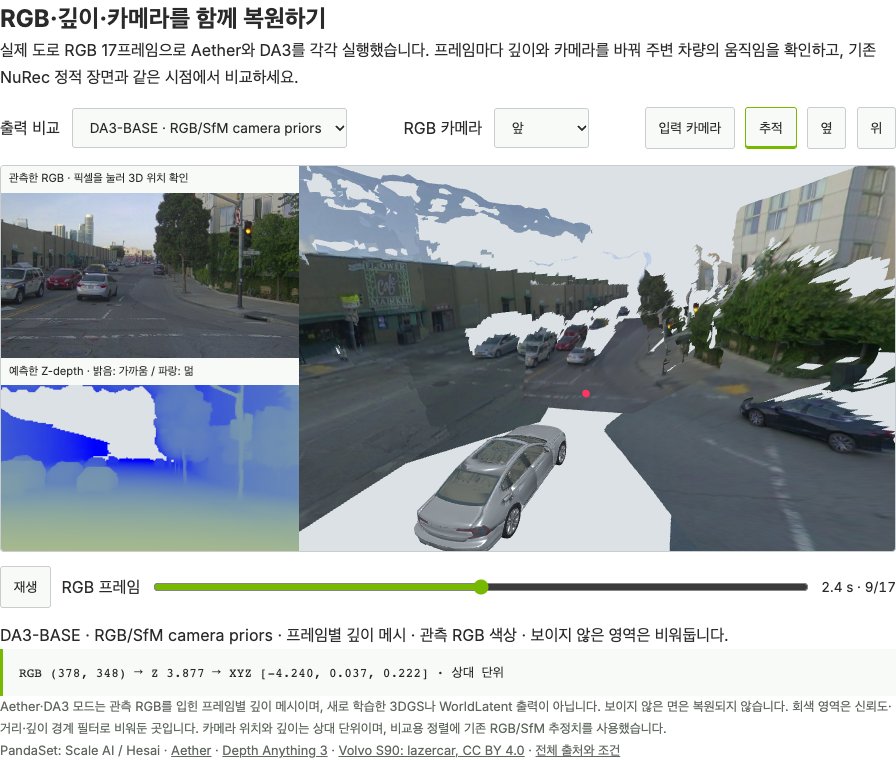 RGB·깊이·카메라를 함께 복원하기
실제 도로 RGB 17프레임으로 Aether와 DA3를 각각 실행했습니다. 프레임마다 깊이와 카메라를 바꿔 주변 차량의 움직임을 확인하고, 기존
NuRec 정적 장면과 같은 시점에서 비교하세요.
출력 비교 DA3-BASE · RGB/SfM camera priors RGB 카메라 앞 입력 카메라 추적 옆 위
관측한 RGB · 픽셀을 눌러 3D 위치 확인
FLOWER
MARKET
예측한 Z-depth · 밝음: 가까움 / 파랑: 멂
재생 RGB 프레임 2.4 s · 9/17
DA3-BASE · RGB/SfM camera priors · 프레임별 깊이 메시 · 관측 RGB 색상 · 보이지 않은 영역은 비워둡니다.
RGB (378, 348) → Z 3.877 → XYZ [-4.240, 0.037, 0.222] · 상대 단위
Aether·DA3 모드는 관측 RGB를 입힌 프레임별 깊이 메시이며, 새로 학습한 3DGS나 WorldLatent 출력이 아닙니다. 보이지 않은 면은 복원되지 않습니다. 회색 영역은 신뢰도·
거리·깊이 경계 필터로 비워둔 곳입니다. 카메라 위치와 깊이는 상대 단위이며, 비교용 정렬에 기존 RGB/SfM 추정치를 사용했습니다.
PandaSet: Scale AI / Hesai · Aether · Depth Anything 3 · Volvo S90: lazercar, CC BY 4.0 · 전체 출처와 조건